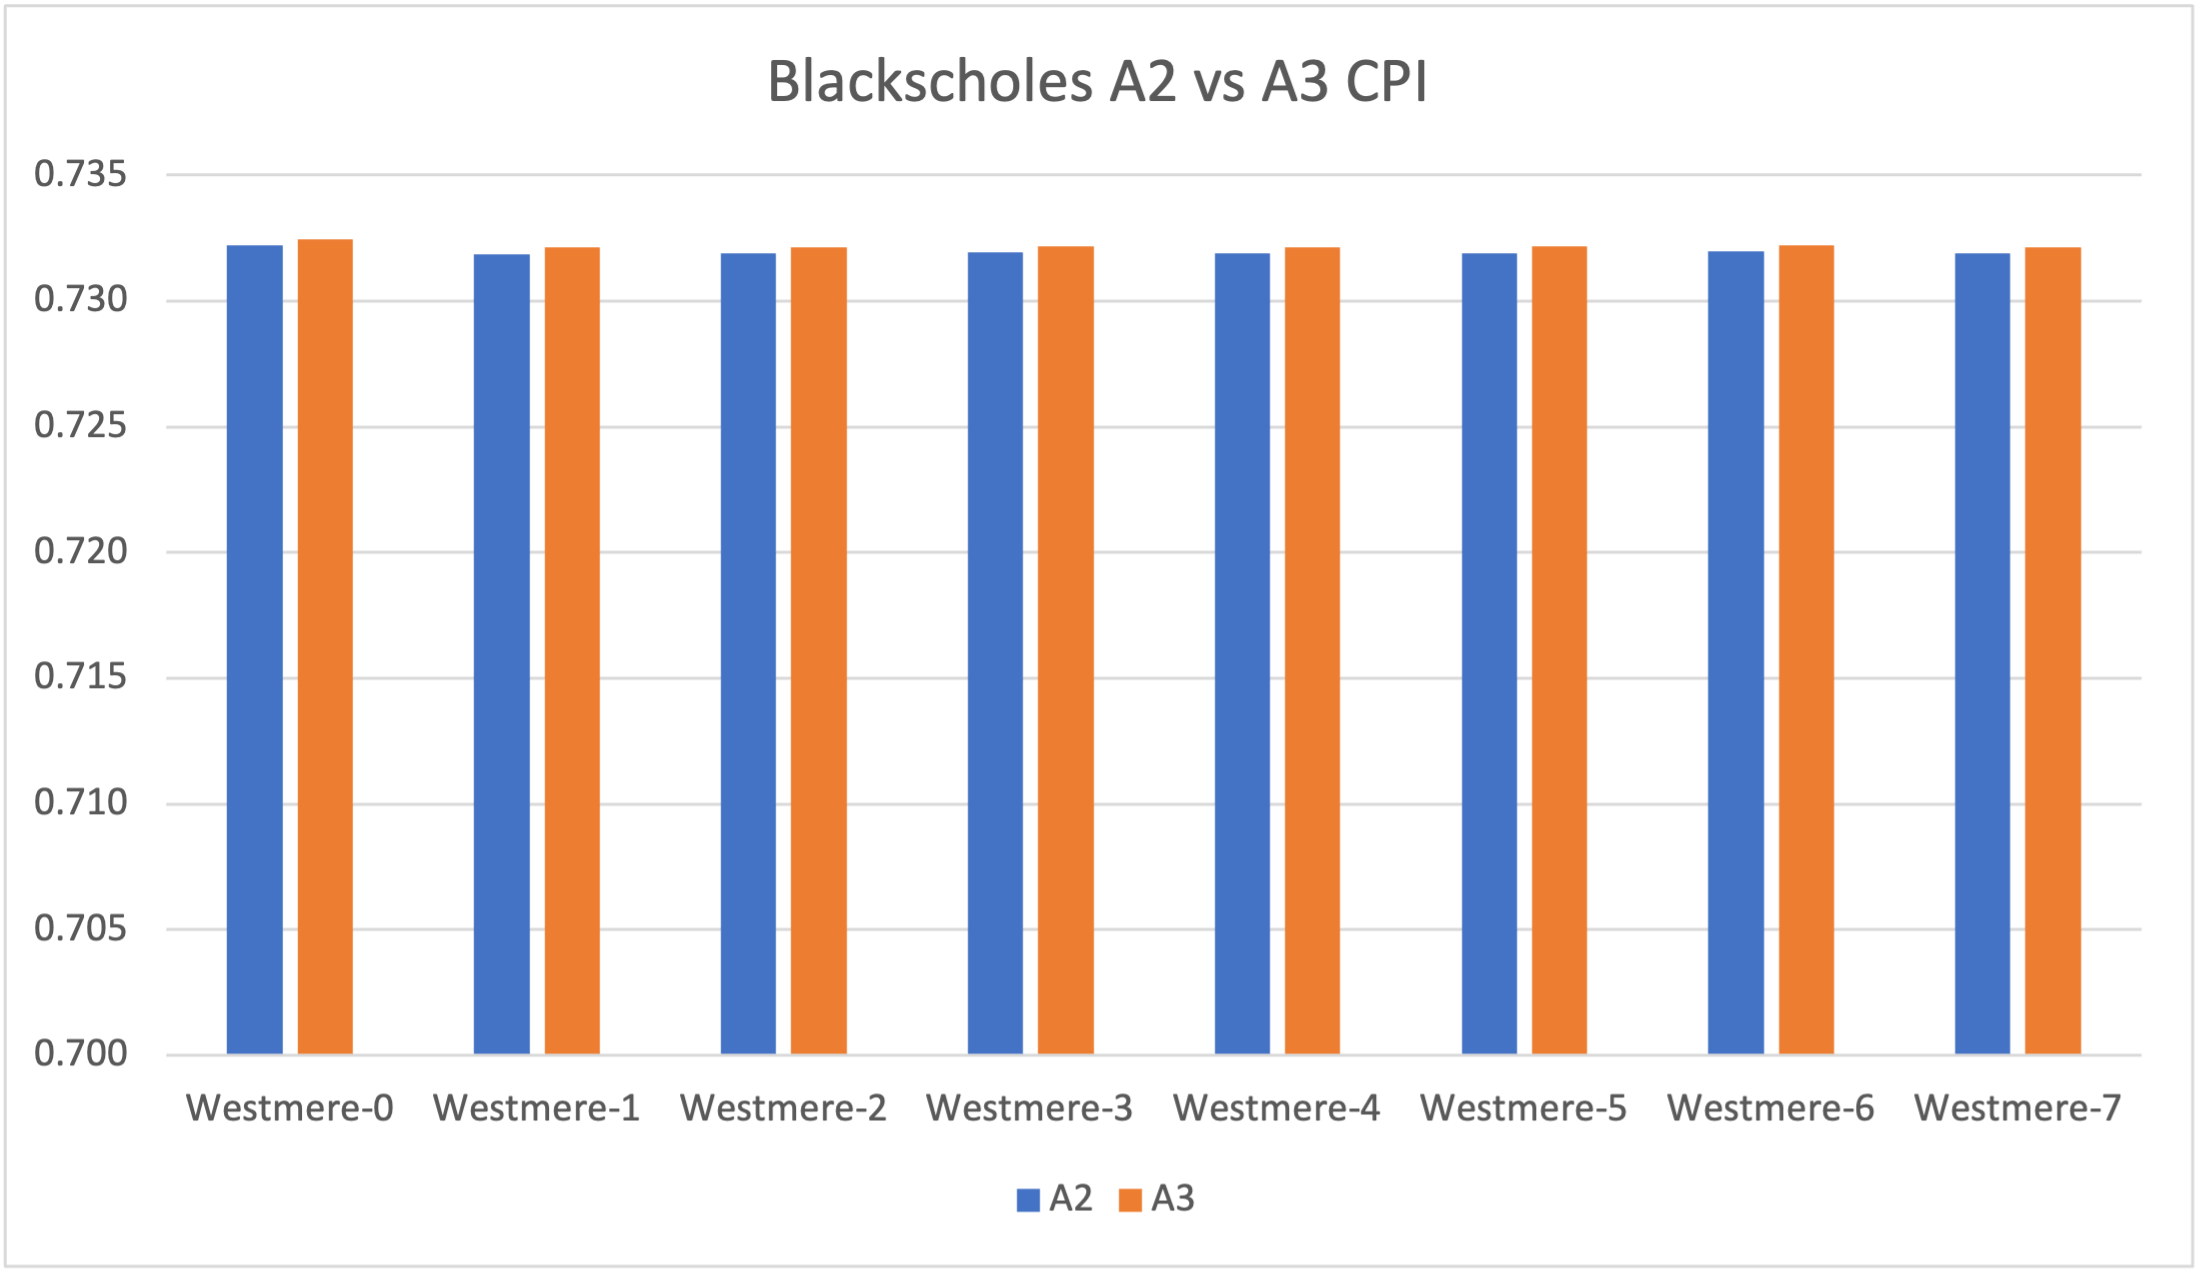 Blackscholes A2 vs A3 CPI
0.735
0.730
0.725
0.720
0.715
0.710
0.705
0.700
Westmere-0 Westmere-1 Westmere-2 Westmere-3 Westmere-4 Westmere-5 Westmere-6 Westmere-7
A2 A3